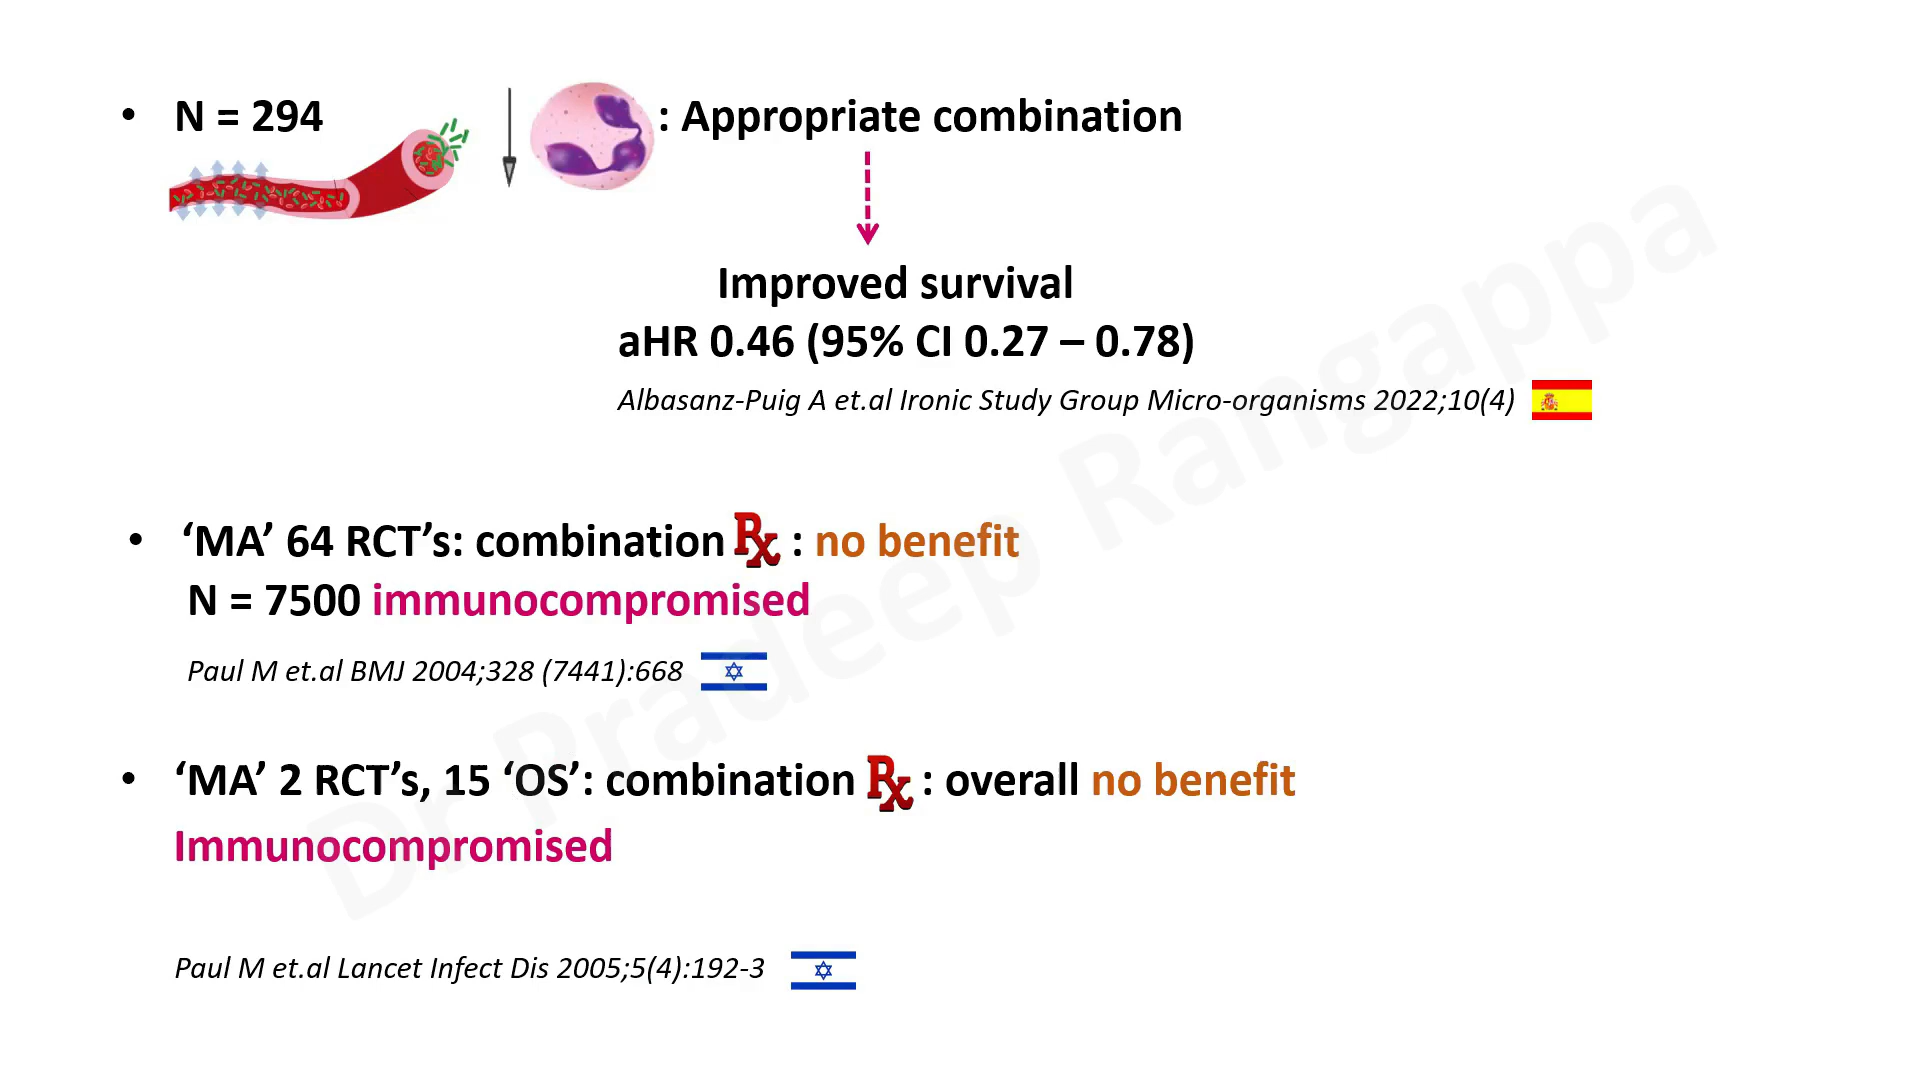 • N = 294 : Appropriate combination
Improved survival
aHR 0.46 (95% CI 0.27 – 0.78)
Albasanz-Puig A et.al Ironic Study Group Micro-organisms 2022;10(4)
• ‘MA’ 64 RCT’s: combination Rx : no benefit
N = 7500 immunocompromised
Paul M et.al BMJ 2004;328 (7441):668
• ‘MA’ 2 RCT’s, 15 ‘OS’: combination Rx : overall no benefit
Immunocompromised
Paul M et.al Lancet Infect Dis 2005;5(4):192-3
Dr Pradeep Rangappa